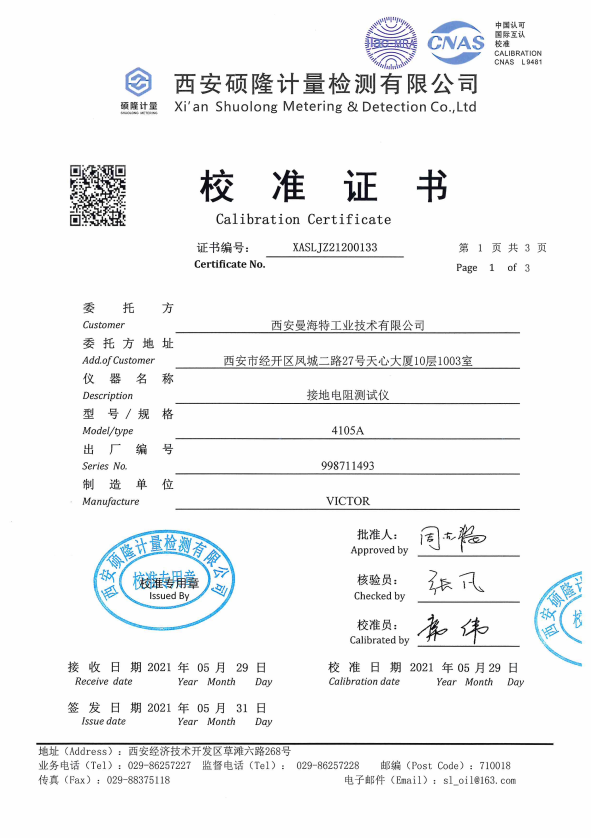 ILAC-MRA
CNAS
中国认可
国际互认
校准
CALIBRATION
CNAS L9481
硕隆计量
SHUOLONG METERING
西安硕隆计量检测有限公司
Xi'an Shuolong Metering & Detection Co.,Ltd
校准证书
Calibration Certificate
证书编号: XASLJZ21200133 第 1 页 共 3 页
Certificate No. Page 1 of 3
委托方
Customer 西安曼海特工业技术有限公司
委托方地址
Add.of Customer 西安市经开区凤城二路27号天心大厦10层1003室
仪器名称
Description 接地电阻测试仪
型号/规格
Model/type 4105A
出厂编号
Series No. 998711493
制造单位
Manufacture VICTOR
西安硕隆计量检测有限公司
校准专用章
校准专用章
Issued By
批准人:
Approved by
核验员: 张凡
Checked by
校准员:
Calibrated by
接收日期 2021 年 05 月 29 日 校准日期 2021 年 05 月 29 日
Receive date Year Month Day Calibration date Year Month Day
签发日期 2021 年 05 月 31 日
Issue date Year Month Day
地址（Address）: 西安经济技术开发区草滩六路268号
业务电话（Tel）: 029-86257227 监督电话（Tel）: 029-86257228 邮编（Post Code）: 710018
传真（Fax）: 029-88375118 电子邮件（Email）: sl_oil@163.com